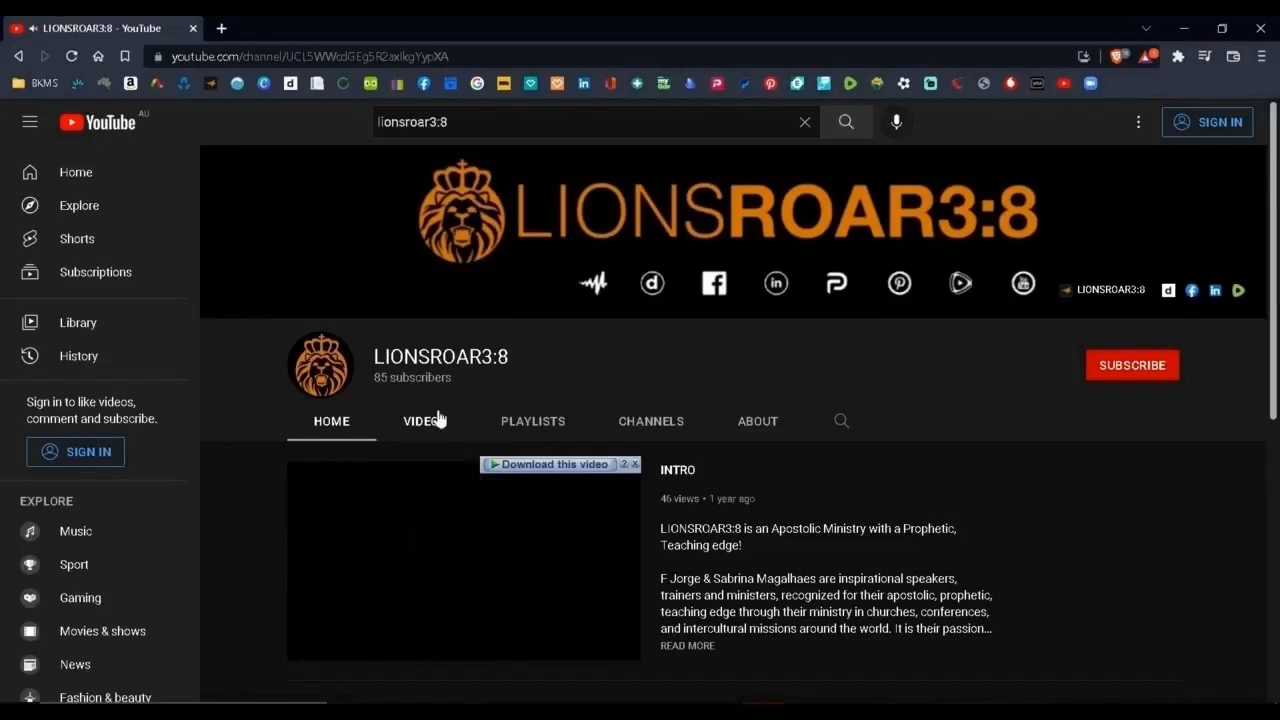 LIONSROAR3:8 - YouTube
youtube.com/channel/
BKMS
YouTube AU
lionsroar3:8
SIGN IN
Home
Explore
Shorts
Subscriptions
Library
History
Sign in to like videos,
comment and subscribe.
SIGN IN
EXPLORE
Music
Sport
Gaming
Movies & shows
News
Fashion & beauty
LIONSROAR3:8
LIONSROAR3:8
LIONSROAR3:8
85 subscribers
SUBSCRIBE
HOME
VIDEOS
PLAYLISTS
CHANNELS
ABOUT
Download this video ? x
INTRO
46 views • 1 year ago
LIONSROAR3:8 is an Apostolic Ministry with a Prophetic,
Teaching edge!
F Jorge & Sabrina Magalhaes are inspirational speakers,
trainers and ministers, recognized for their apostolic, prophetic,
teaching edge through their ministry in churches, conferences,
and intercultural missions around the world. It is their passion...
READ MORE